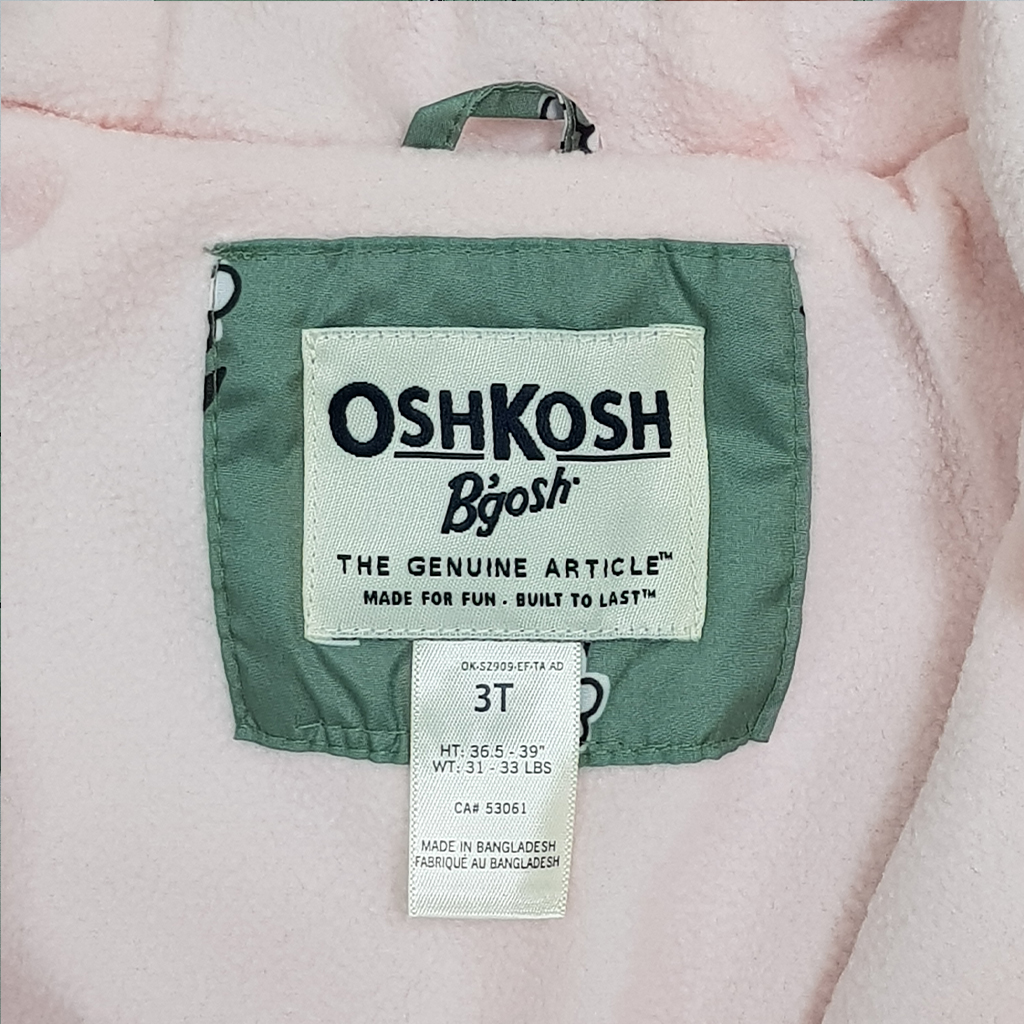 OSHKOSH
B'gosh
THE GENUINE ARTICLE™
MADE FOR FUN . BUILT TO LAST™
OK-SZ909-EF-TA AD
3T
HT: 36.5 - 39"
WT: 31 - 33 LBS
CA# 53061
MADE IN BANGLADESH
FABRIQUÉ AU BANGLADESH